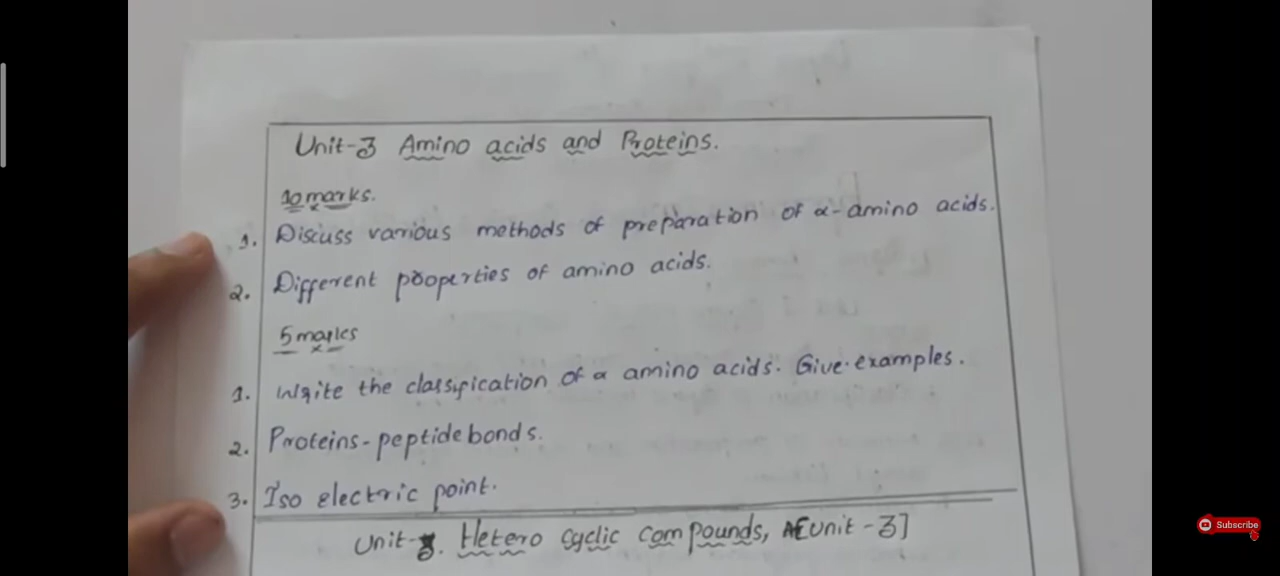 Unit-3 Amino acids and Proteins.
10 marks.
1. Discuss various methods of preparation of α-amino acids.
2. Different properties of amino acids.
5 marks
1. Write the classification of α amino acids. Give examples.
2. Proteins - peptide bonds.
3. Iso electric point.
Unit-3. Hetero cyclic compounds, [Unit-3]
Subscribe